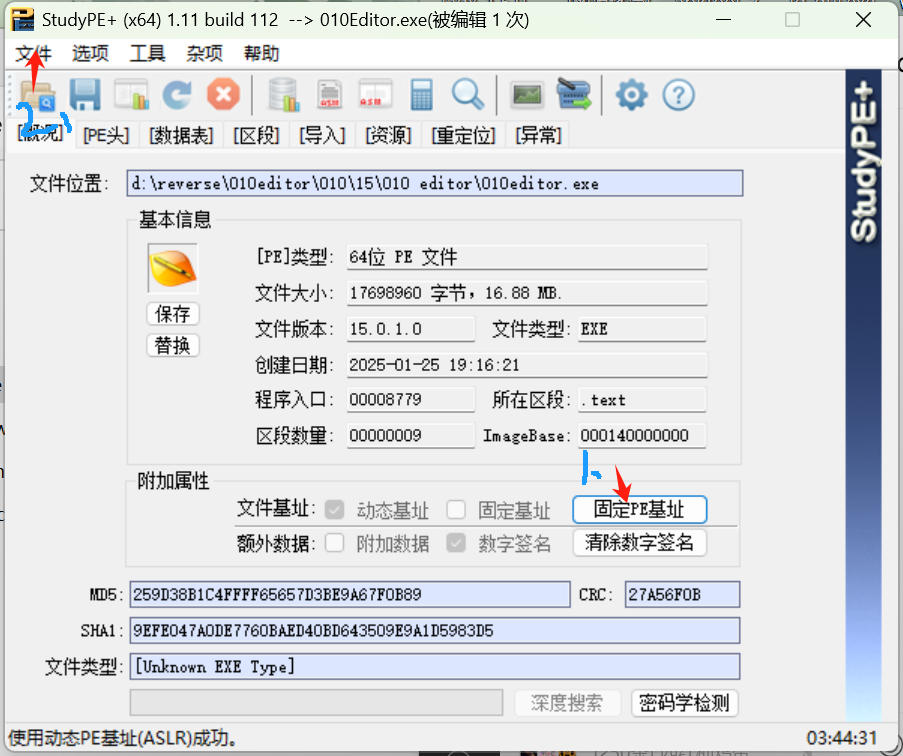 StudyPE+ (x64) 1.11 build 112 --> 010Editor.exe(被编辑 1 次)
文件 选项 工具 杂项 帮助
2、
[概况] [PE头] [数据表] [区段] [导入] [资源] [重定位] [异常]
StudyPE+
文件位置: d:\reverse\010editor\010\15\010 editor\010editor.exe
基本信息
[PE]类型: 64位 PE 文件
文件大小: 17698960 字节，16.88 MB.
保存
文件版本: 15.0.1.0 文件类型: EXE
替换
创建日期: 2025-01-25 19:16:21
程序入口: 00008779 所在区段: .text
区段数量: 00000009 ImageBase: 000140000000
1、
附加属性
文件基址: 动态基址 固定基址 固定PE基址
额外数据: 附加数据 数字签名 清除数字签名
MD5: 259D38B1C4FFFF65657D3BE9A67F0B89 CRC: 27A56F0B
SHA1: 9EFE047A0DE7760BAED40BD643509E9A1D5983D5
文件类型: [Unknown EXE Type]
深度搜索 密码学检测
使用动态PE基址(ASLR)成功。 03:44:31